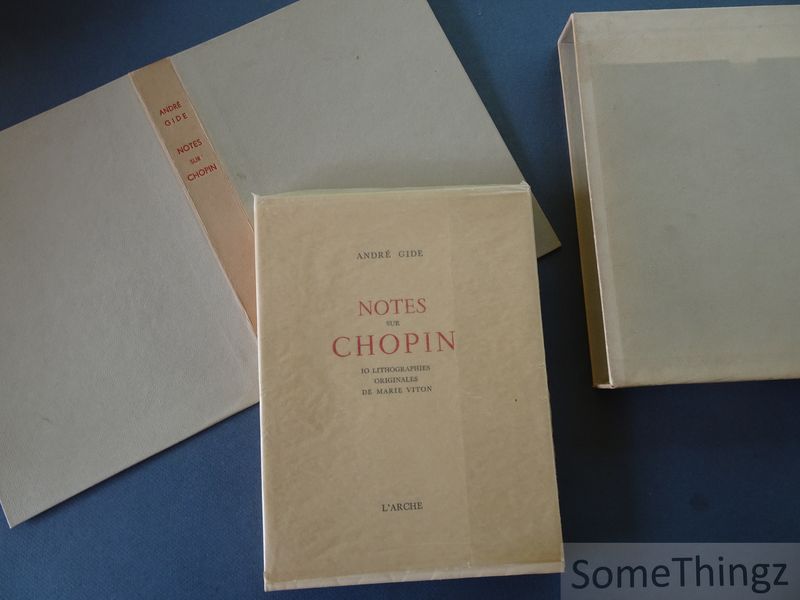 ANDRÉ
GIDE
NOTES
SUR
CHOPIN
ANDRÉ GIDE
NOTES
SUR
CHOPIN
10 LITHOGRAPHIES
ORIGINALES
DE MARIE VITON
L'ARCHE
SomeThingz